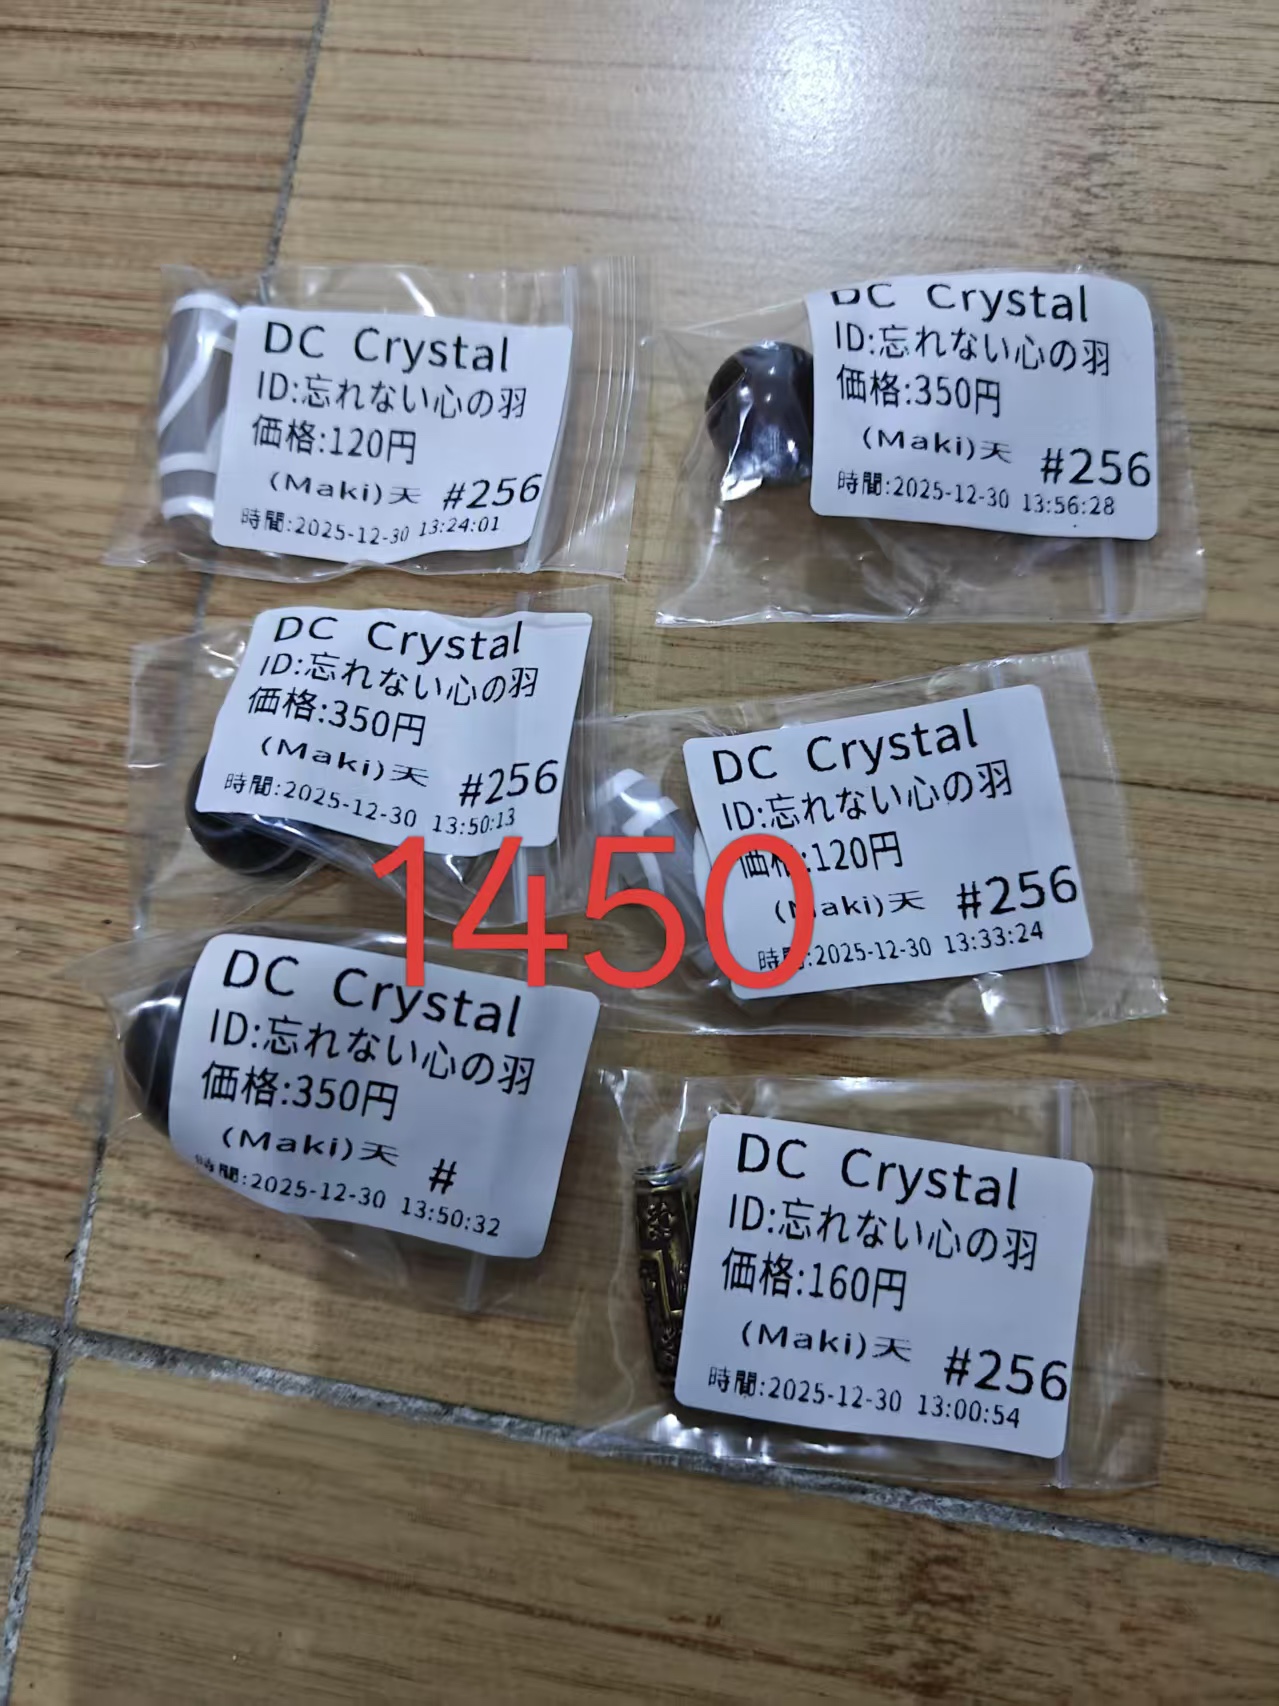 DC Crystal
ID:忘れない心の羽
価格:120円
(Maki)天 #256
時間:2025-12-30 13:24:01
DC Crystal
ID:忘れない心の羽
価格:350円
(Maki)天 #256
時間:2025-12-30 13:56:28
DC Crystal
ID:忘れない心の羽
価格:350円
(Maki)天 #256
時間:2025-12-30 13:50:13
DC Crystal
ID:忘れない心の羽
価格:120円
(Maki)天 #256
時間:2025-12-30 13:33:24
1450
DC Crystal
ID:忘れない心の羽
価格:350円
(Maki)天 #
時間:2025-12-30 13:50:32
DC Crystal
ID:忘れない心の羽
価格:160円
(Maki)天 #256
時間:2025-12-30 13:00:54